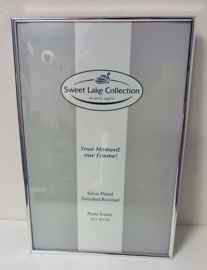 Sweet Lake Collection
Your Moment
our frame!
Silver Plated
Tarnished Resistant
Photo Frame